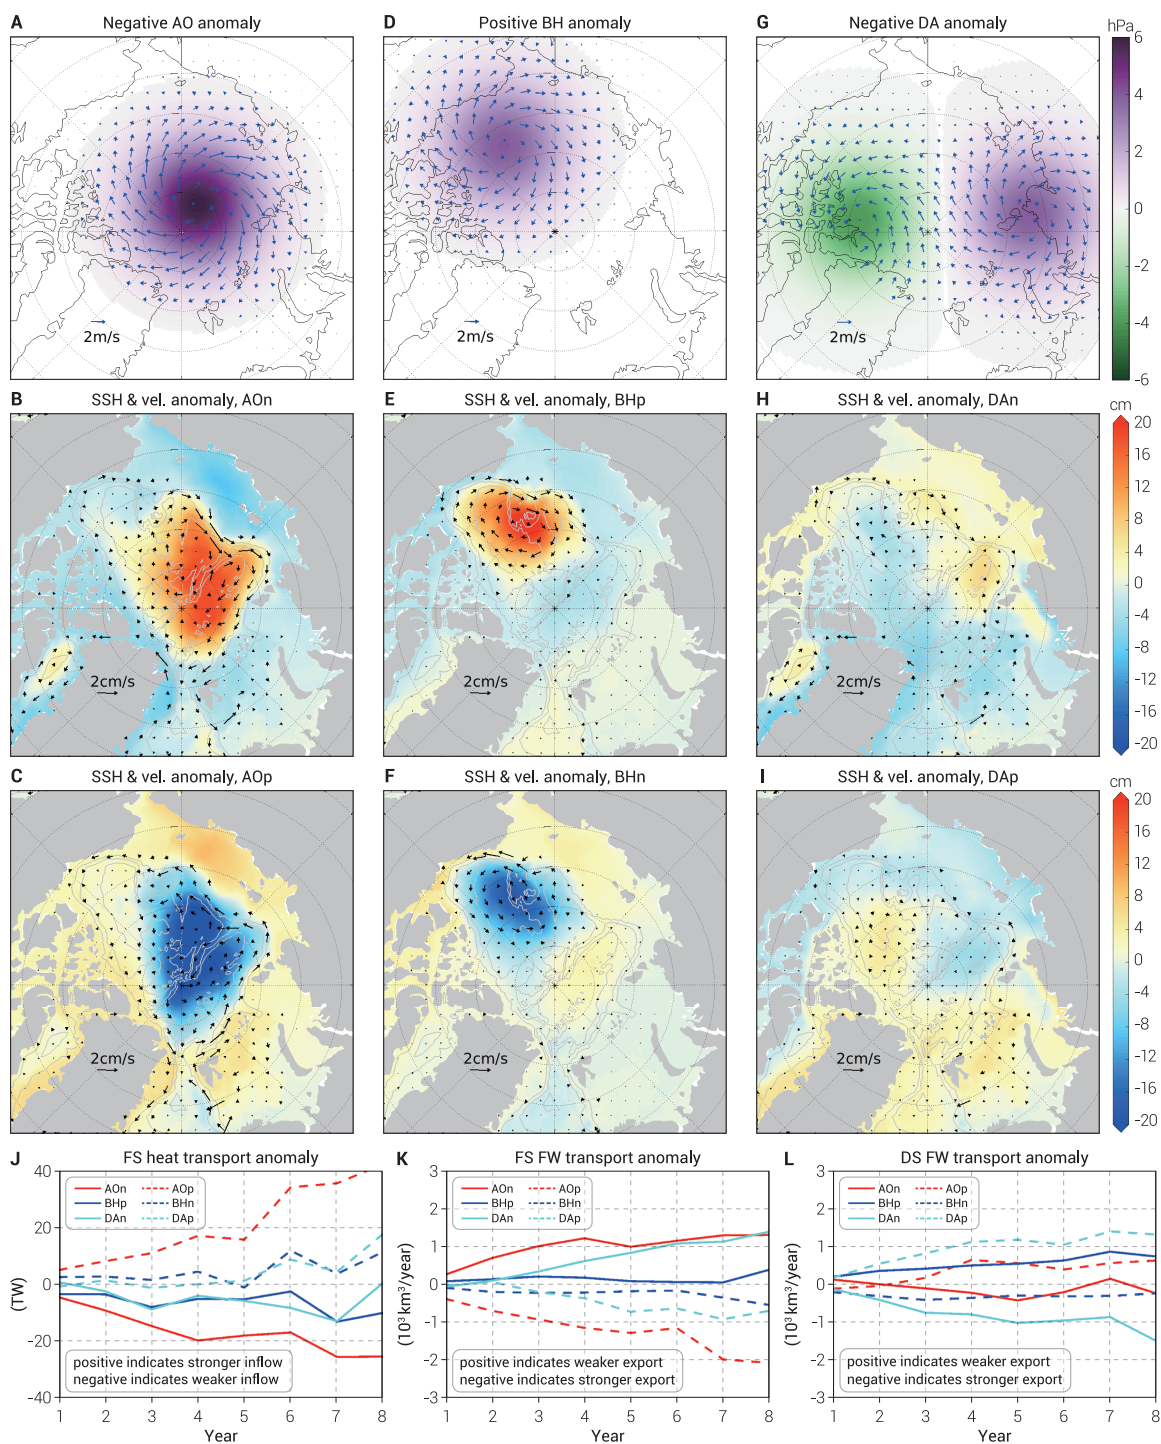 A Negative AO anomaly
D Positive BH anomaly
G Negative DA anomaly
hPa
6
4
2
0
−2
−4
−6
2m/s
2m/s
2m/s
B SSH & vel. anomaly, AOn
E SSH & vel. anomaly, BHp
H SSH & vel. anomaly, DAn
cm
20
16
12
8
4
0
−4
−8
−12
−16
−20
2cm/s
2cm/s
2cm/s
C SSH & vel. anomaly, AOp
F SSH & vel. anomaly, BHn
I SSH & vel. anomaly, DAp
cm
20
16
12
8
4
0
−4
−8
−12
−16
−20
2cm/s
2cm/s
2cm/s
J FS heat transport anomaly
(TW)
40
20
0
−20
−40
AOn AOp
BHp BHn
DAn DAp
positive indicates stronger inflow
negative indicates weaker inflow
1 2 3 4 5 6 7 8
Year
K FS FW transport anomaly
(10³ km³/year)
3
2
1
0
−1
−2
−3
AOn AOp
BHp BHn
DAn DAp
positive indicates weaker export
negative indicates stronger export
1 2 3 4 5 6 7 8
Year
L DS FW transport anomaly
(10³ km³/year)
3
2
1
0
−1
−2
−3
AOn AOp
BHp BHn
DAn DAp
positive indicates weaker export
negative indicates stronger export
1 2 3 4 5 6 7 8
Year